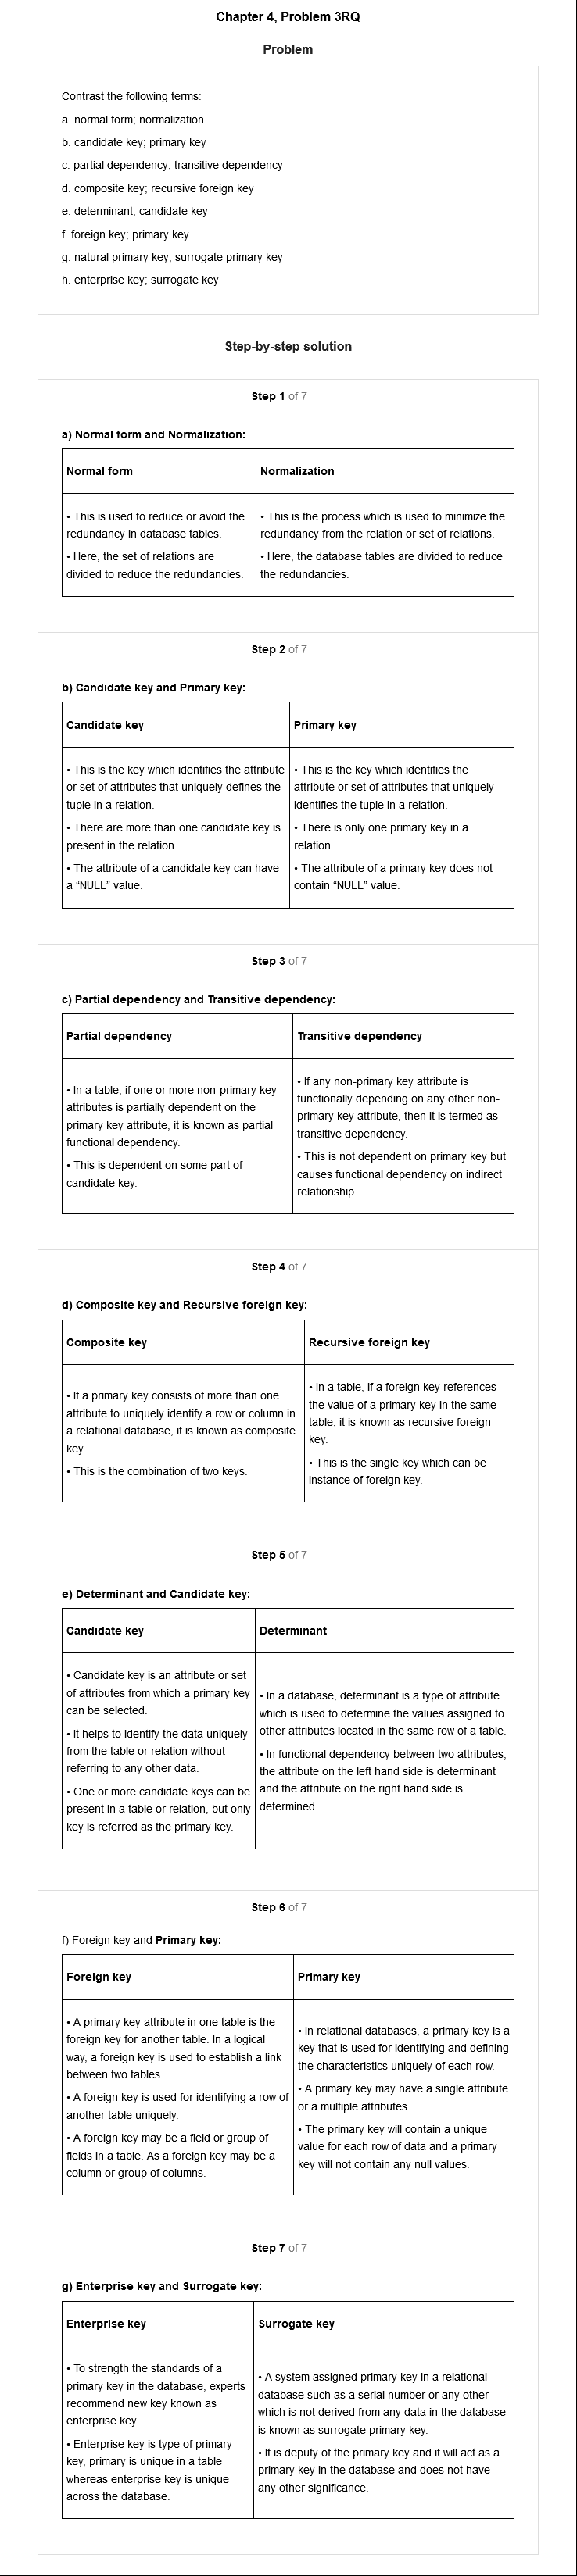 Chapter 4, Problem 3RQ
Problem
Contrast the following terms:
a. normal form; normalization
b. candidate key; primary key
c. partial dependency; transitive dependency
d. composite key; recursive foreign key
e. determinant; candidate key
f. foreign key; primary key
g. natural primary key; surrogate primary key
h. enterprise key; surrogate key
Step-by-step solution
Step 1 of 7
a) Normal form and Normalization:
Normal form
• This is used to reduce or avoid the
redundancy in database tables.
• Here, the set of relations are
divided to reduce the redundancies.
Normalization
• This is the process which is used to minimize the
redundancy from the relation or set of relations.
• Here, the database tables are divided to reduce
the redundancies.
Step 2 of 7
b) Candidate key and Primary key:
Candidate key
• This is the key which identifies the attribute
or set of attributes that uniquely defines the
tuple in a relation.
• There are more than one candidate key is
present in the relation.
• The attribute of a candidate key can have
a “NULL” value.
Primary key
• This is the key which identifies the
attribute or set of attributes that uniquely
identifies the tuple in a relation.
• There is only one primary key in a
relation.
• The attribute of a primary key does not
contain “NULL” value.
Step 3 of 7
c) Partial dependency and Transitive dependency:
Partial dependency
• In a table, if one or more non-primary key
attributes is partially dependent on the
primary key attribute, it is known as partial
functional dependency.
• This is dependent on some part of
candidate key.
Transitive dependency
• If any non-primary key attribute is
functionally depending on any other non-
primary key attribute, then it is termed as
transitive dependency.
• This is not dependent on primary key but
causes functional dependency on indirect
relationship.
Step 4 of 7
d) Composite key and Recursive foreign key:
Composite key
• If a primary key consists of more than one
attribute to uniquely identify a row or column in
a relational database, it is known as composite
key.
• This is the combination of two keys.
Recursive foreign key
• In a table, if a foreign key references
the value of a primary key in the same
table, it is known as recursive foreign
key.
• This is the single key which can be
instance of foreign key.
Step 5 of 7
e) Determinant and Candidate key:
Candidate key
• Candidate key is an attribute or set
of attributes from which a primary key
can be selected.
• It helps to identify the data uniquely
from the table or relation without
referring to any other data.
• One or more candidate keys can be
present in a table or relation, but only
key is referred as the primary key.
Determinant
• In a database, determinant is a type of attribute
which is used to determine the values assigned to
other attributes located in the same row of a table.
• In functional dependency between two attributes,
the attribute on the left hand side is determinant
and the attribute on the right hand side is
determined.
Step 6 of 7
f) Foreign key and Primary key:
Foreign key
• A primary key attribute in one table is the
foreign key for another table. In a logical
way, a foreign key is used to establish a link
between two tables.
• A foreign key is used for identifying a row of
another table uniquely.
• A foreign key may be a field or group of
fields in a table. As a foreign key may be a
column or group of columns.
Primary key
• In relational databases, a primary key is a
key that is used for identifying and defining
the characteristics uniquely of each row.
• A primary key may have a single attribute
or a multiple attributes.
• The primary key will contain a unique
value for each row of data and a primary
key will not contain any null values.
Step 7 of 7
g) Enterprise key and Surrogate key:
Enterprise key
• To strength the standards of a
primary key in the database, experts
recommend new key known as
enterprise key.
• Enterprise key is type of primary
key, primary is unique in a table
whereas enterprise key is unique
across the database.
Surrogate key
• A system assigned primary key in a relational
database such as a serial number or any other
which is not derived from any data in the database
is known as surrogate primary key.
• It is deputy of the primary key and it will act as a
primary key in the database and does not have
any other significance.